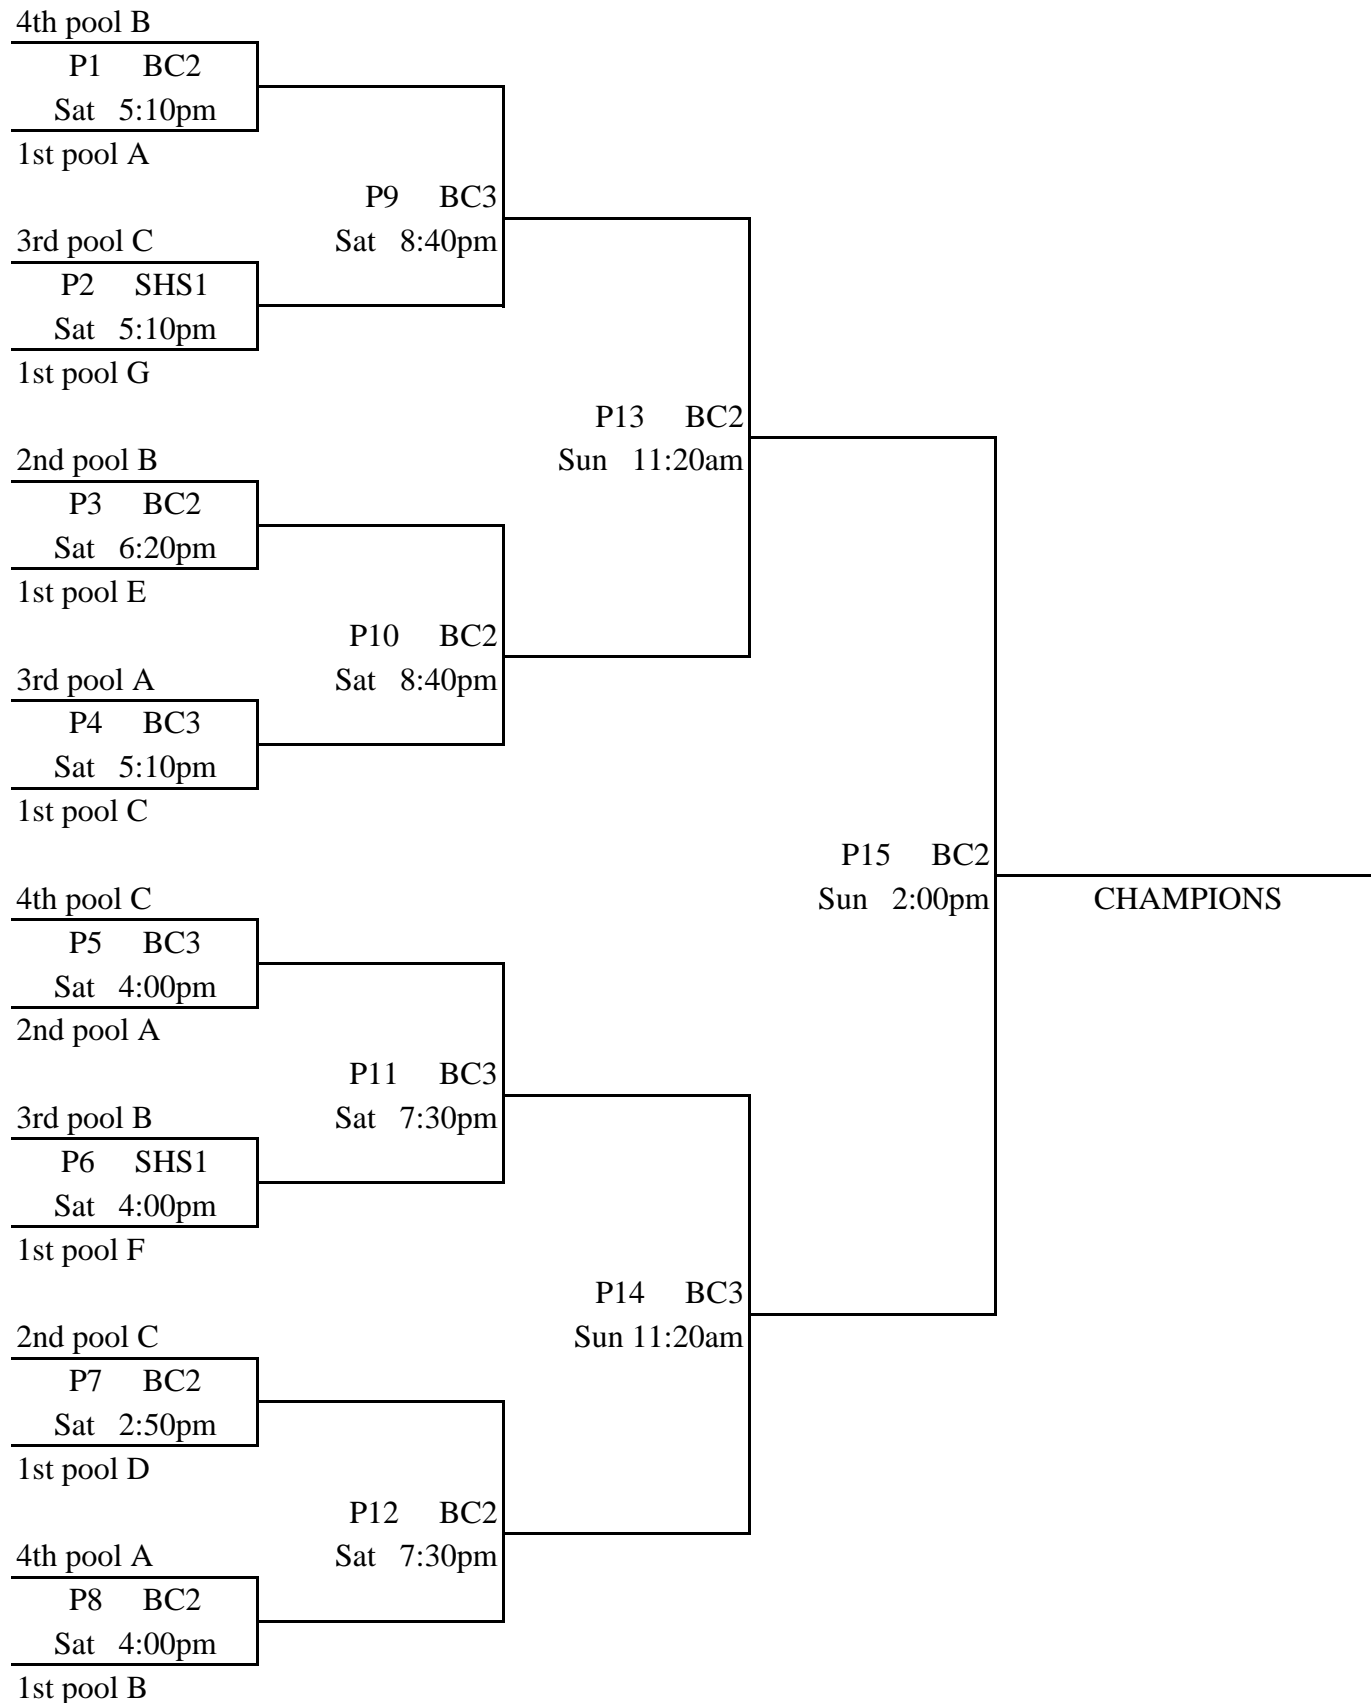 4th pool B
P1 BC2
Sat 5:10pm
1st pool A
P9 BC3
Sat 8:40pm
3rd pool C
P2 SHS1
Sat 5:10pm
1st pool G
P13 BC2
Sun 11:20am
2nd pool B
P3 BC2
Sat 6:20pm
1st pool E
P10 BC2
Sat 8:40pm
3rd pool A
P4 BC3
Sat 5:10pm
1st pool C
P15 BC2
Sun 2:00pm
CHAMPIONS
4th pool C
P5 BC3
Sat 4:00pm
2nd pool A
P11 BC3
Sat 7:30pm
3rd pool B
P6 SHS1
Sat 4:00pm
1st pool F
P14 BC3
Sun 11:20am
2nd pool C
P7 BC2
Sat 2:50pm
1st pool D
P12 BC2
Sat 7:30pm
4th pool A
P8 BC2
Sat 4:00pm
1st pool B